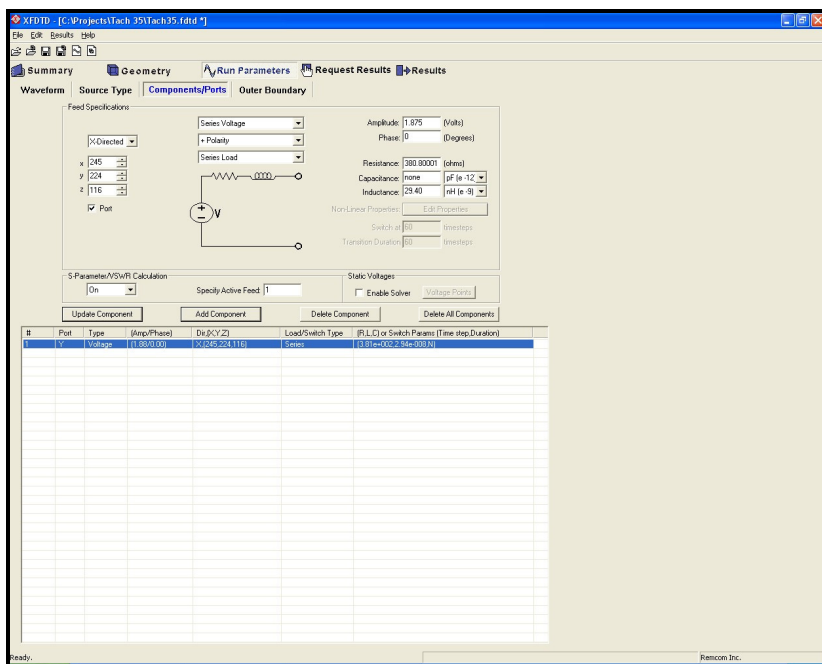 XFDTD - [C:\Projects\Tach 35\Tach35.fdtd *]
File Edit Results Help
Summary Geometry Run Parameters Request Results Results
Waveform Source Type Components/Ports Outer Boundary
Feed Specifications
Series Voltage
Amplitude: 1.875 (Volts)
X-Directed
+ Polarity
Phase: 0 (Degrees)
Series Load
x 245
Resistance: 380.80001 (ohms)
y 224
Capacitance: none pF (e -12)
z 116
Inductance: 29.40 nH (e -9)
Port
+
-
V
Non-Linear Properties: Edit Properties
Switch at 60 timesteps
Transition Duration 60 timesteps
S-Parameter/VSWR Calculation
On
Specify Active Feed: 1
Static Voltages
Enable Solver Voltage Points
Update Component Add Component Delete Component Delete All Components
# Port Type (Amp/Phase) Dir,(X,Y,Z) Load/Switch Type (R,L,C) or Switch Params (Time step,Duration)
1 Y Voltage (1.88/0.00) X,(245,224,116) Series (3.81e+002,2.94e-008,N)
Ready.
Remcom Inc.